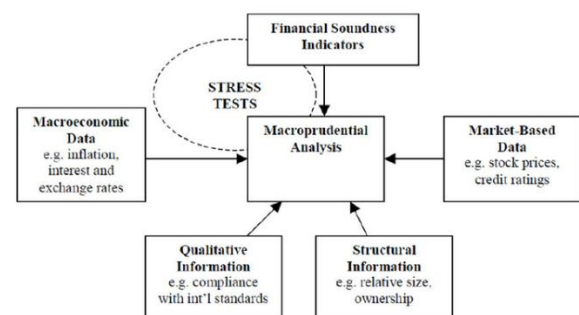 Financial Soundness
Indicators
STRESS
TESTS
Macroeconomic
Data
e.g. inflation,
interest and
exchange rates
Macroprudential
Analysis
Market-Based
Data
e.g. stock prices,
credit ratings
Qualitative
Information
e.g. compliance
with int'l standards
Structural
Information
e.g. relative size,
ownership